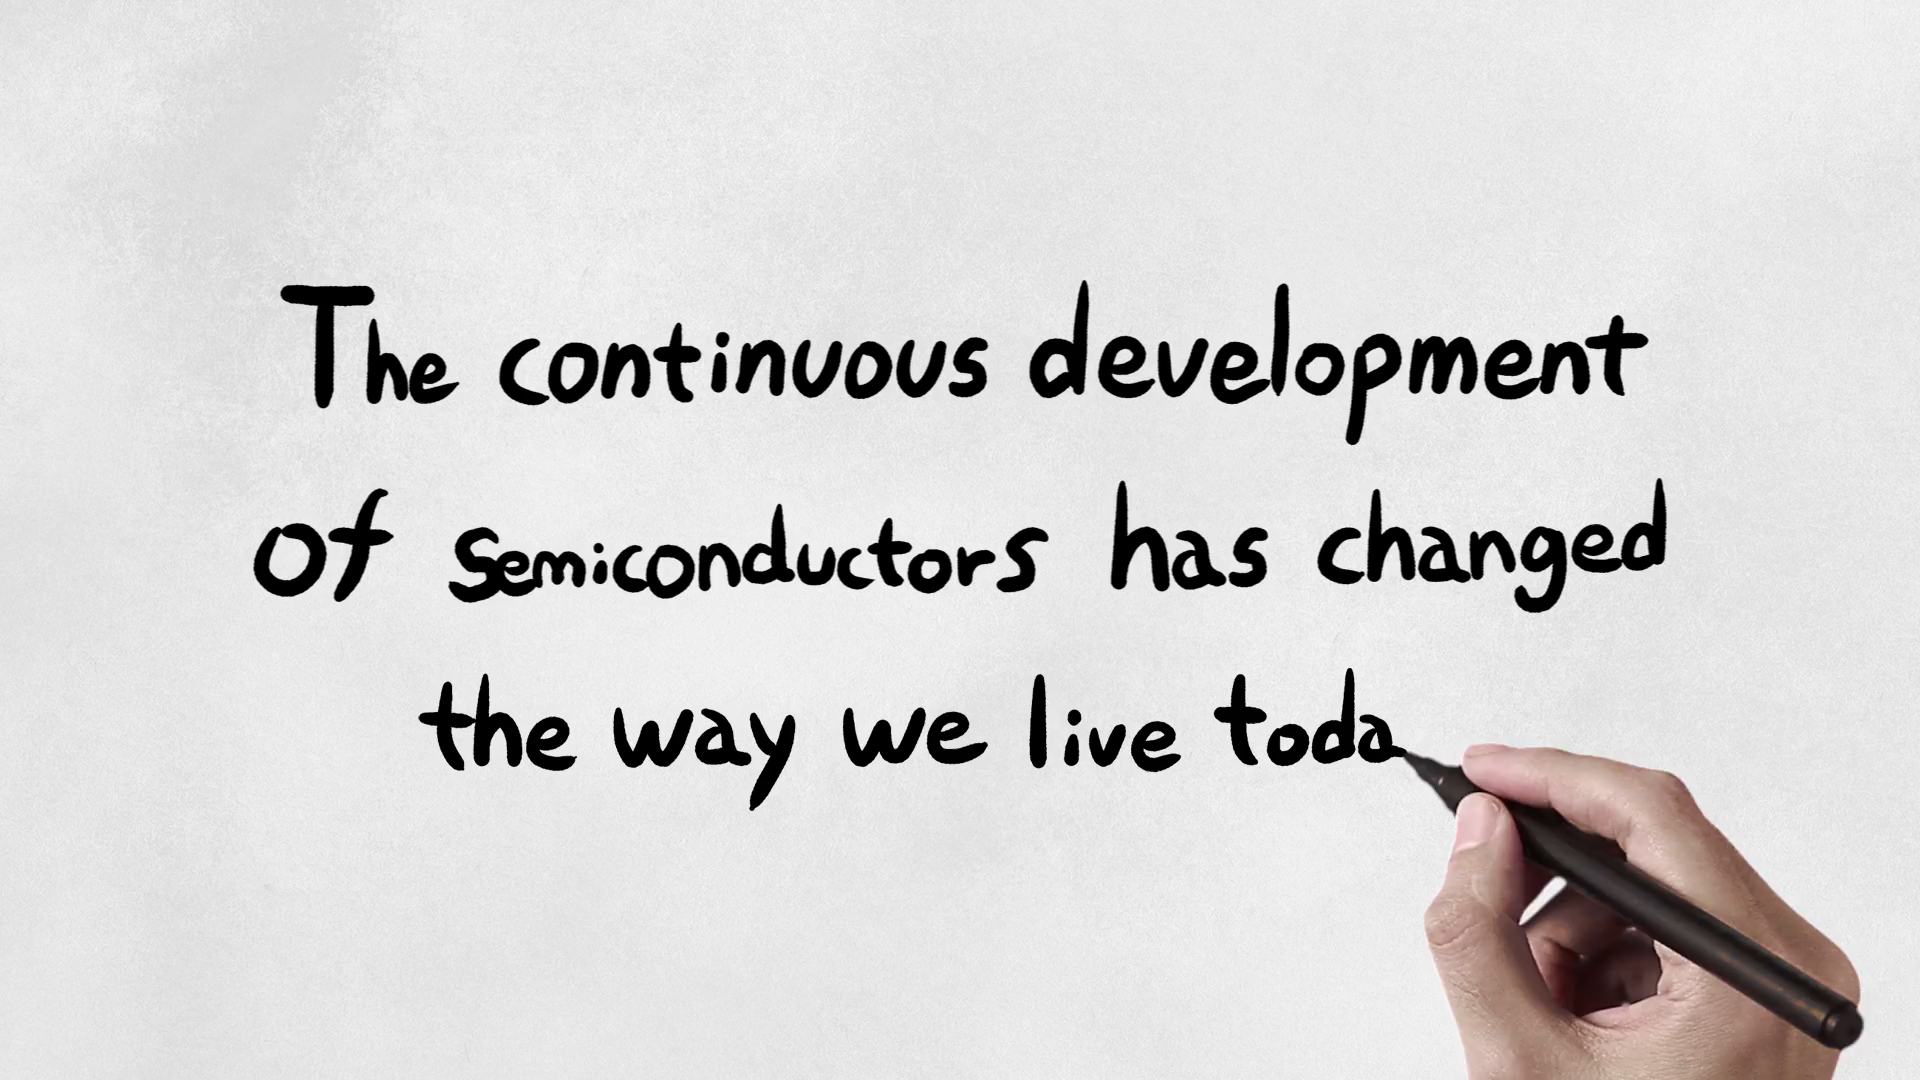 The continuous development
of semiconductors has changed
the way we live toda